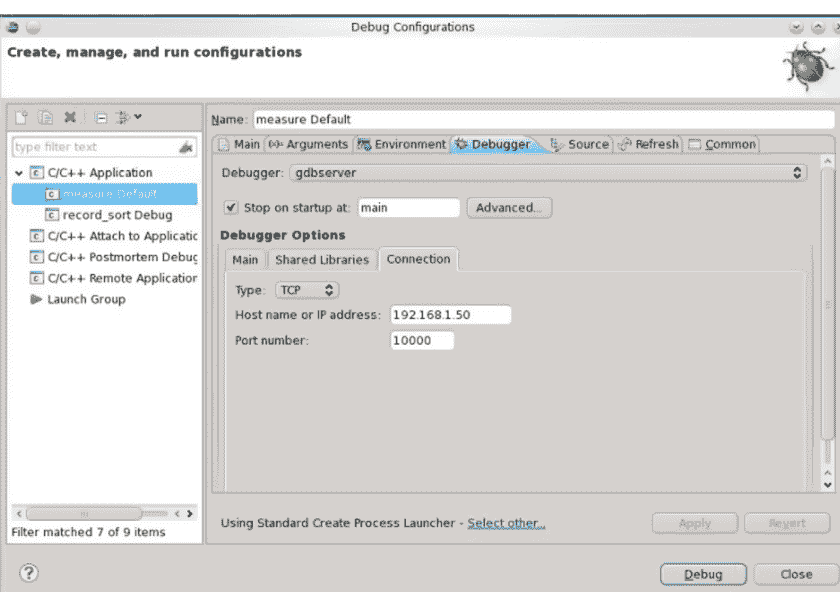 Debug Configurations
Create, manage, and run configurations
Name: measure Default
type filter text
Main Arguments Environment Debugger Source Refresh Common
C/C++ Application
Debugger: gdbserver
measure Default
Stop on startup at: main Advanced...
record_sort Debug
C/C++ Attach to Applicatic
Debugger Options
C/C++ Postmortem Debug
Main Shared Libraries Connection
C/C++ Remote Application
Type: TCP
Launch Group
Host name or IP address: 192.168.1.50
Port number: 10000
Using Standard Create Process Launcher - Select other... Apply Revert
Filter matched 7 of 9 items
? Debug Close